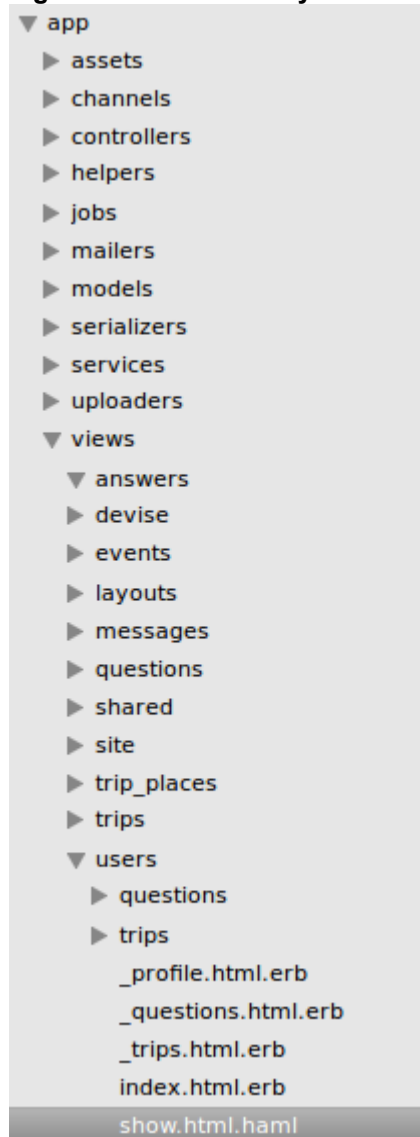 app
assets
channels
controllers
helpers
jobs
mailers
models
serializers
services
uploaders
views
answers
devise
events
layouts
messages
questions
shared
site
trip_places
trips
users
questions
trips
_profile.html.erb
_questions.html.erb
_trips.html.erb
index.html.erb
show.html.haml